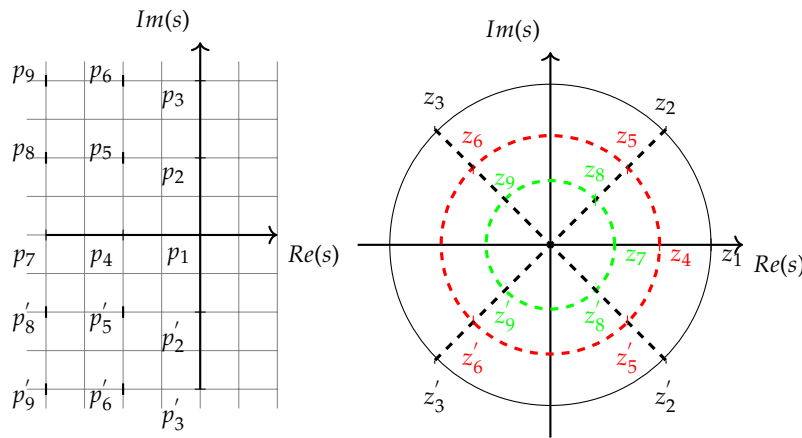 Im(s)
p9 p6
p3
p8 p5
p2
p7 p4 p1 Re(s)
p'8 p'5
p'2
p'9 p'6
p'3
Im(s)
z3 z2
z6 z5
z9 z8
z7 z4 z1 Re(s)
z'9 z'8
z'6 z'5
z'3 z'2